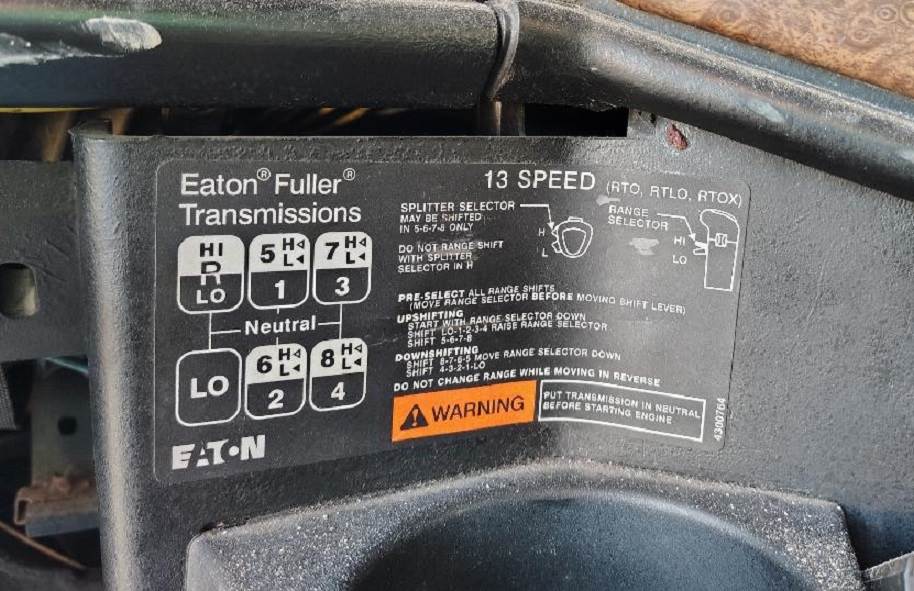 Eaton® Fuller®
Transmissions
13 SPEED (RTO, RTLO, RTOX)
HI
R
LO
5 H
L
1
7 H
L
3
Neutral
LO
6 H
L
2
8 H
L
4
EATON
SPLITTER SELECTOR
MAY BE SHIFTED
IN 5-6-7-8 ONLY
H
L
DO NOT RANGE SHIFT
WITH SPLITTER
SELECTOR IN H
RANGE
SELECTOR
HI
LO
PRE-SELECT ALL RANGE SHIFTS
(MOVE RANGE SELECTOR BEFORE MOVING SHIFT LEVER)
UPSHIFTING
START WITH RANGE SELECTOR DOWN
SHIFT LO-1-2-3-4 RAISE RANGE SELECTOR
SHIFT 5-6-7-8
DOWNSHIFTING
SHIFT 8-7-6-5 MOVE RANGE SELECTOR DOWN
SHIFT 4-3-2-1-LO
DO NOT CHANGE RANGE WHILE MOVING IN REVERSE
WARNING
PUT TRANSMISSION IN NEUTRAL
BEFORE STARTING ENGINE
4300764